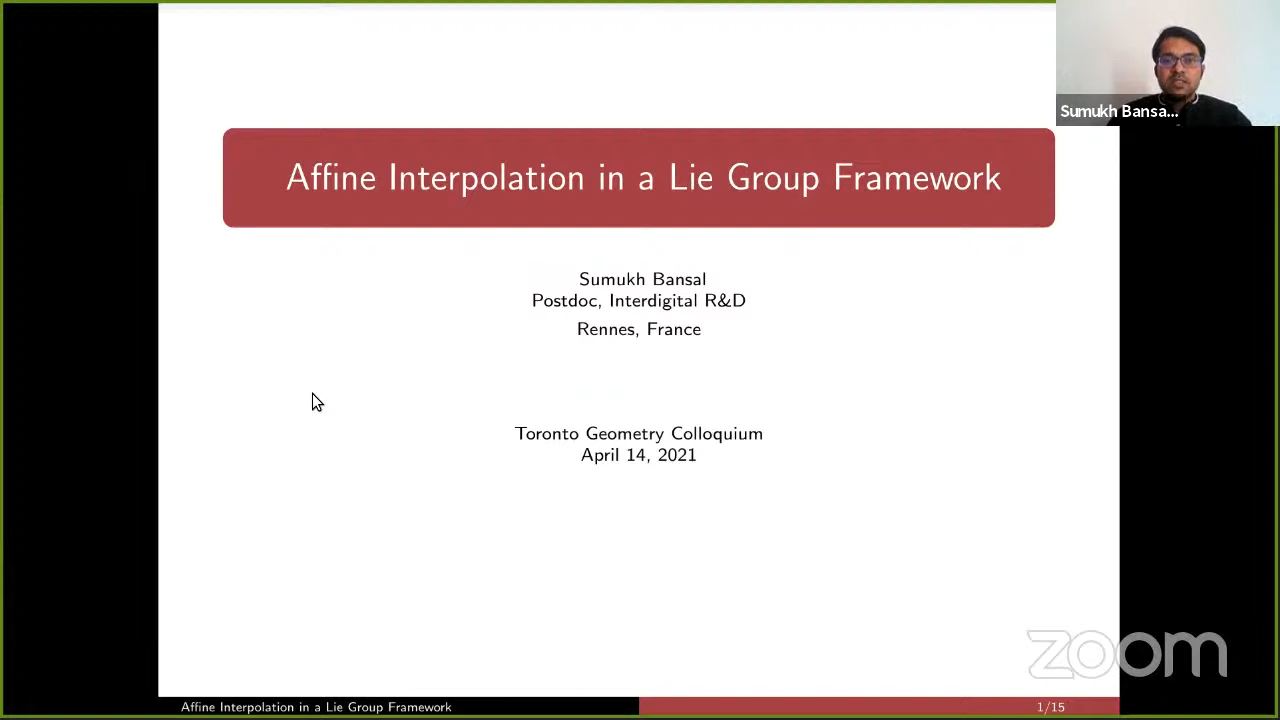 Affine Interpolation in a Lie Group Framework
Sumukh Bansa...
Sumukh Bansal
Postdoc, Interdigital R&D
Rennes, France
Toronto Geometry Colloquium
April 14, 2021
zoom
Affine Interpolation in a Lie Group Framework
1/15